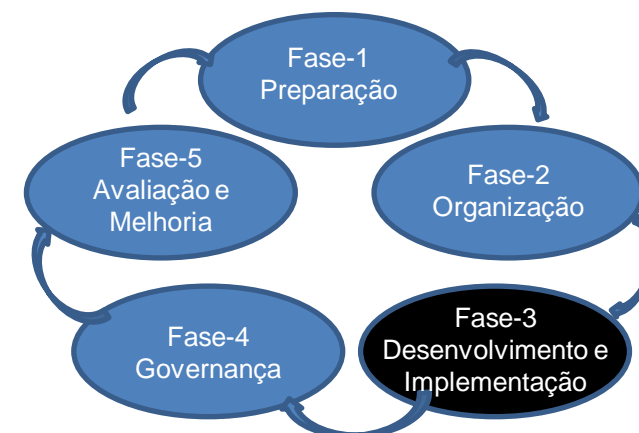 Fase-1
Preparação
Fase-2
Organização
Fase-3
Desenvolvimento e
Implementação
Fase-4
Governança
Fase-5
Avaliação e
Melhoria